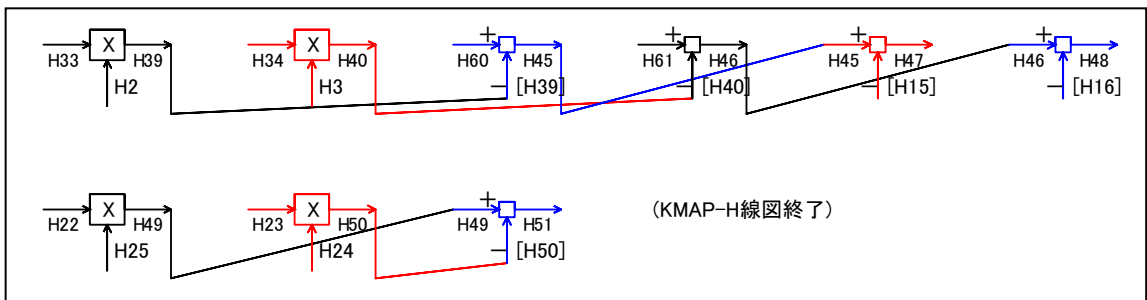 X X + + + +
H33 H39 H34 H40 H60 H45 H61 H46 H45 H47 H46 H48
H2 H3 − [H39] − [H40] − [H15] − [H16]
X X +
H22 H49 H23 H50 H49 H51 (KMAP-H線図終了)
H25 H24 − [H50]